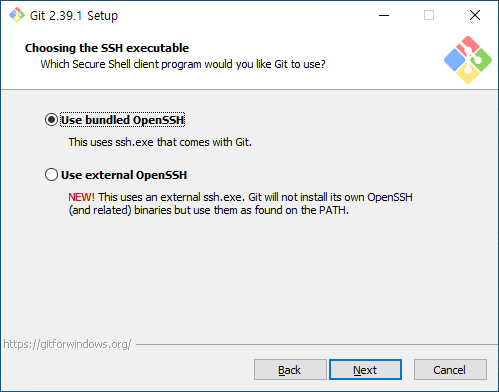 Git 2.39.1 Setup
Choosing the SSH executable
Which Secure Shell client program would you like Git to use?
Use bundled OpenSSH
This uses ssh.exe that comes with Git.
Use external OpenSSH
NEW! This uses an external ssh.exe. Git will not install its own OpenSSH
(and related) binaries but use them as found on the PATH.
https://gitforwindows.org/
Back Next Cancel